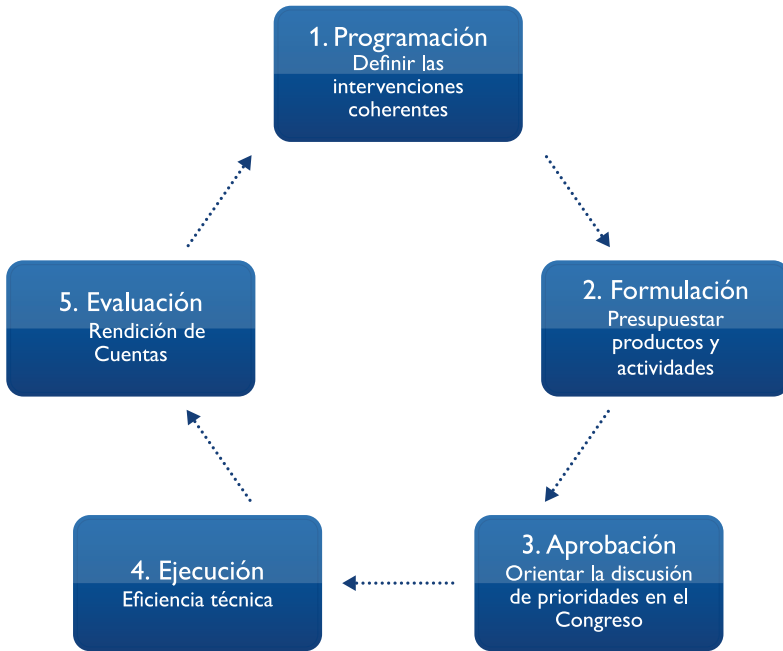 1. Programación
Definir las
intervenciones
coherentes
2. Formulación
Presupuestar
productos y
actividades
3. Aprobación
Orientar la discusión
de prioridades en el
Congreso
4. Ejecución
Eficiencia técnica
5. Evaluación
Rendición de
Cuentas